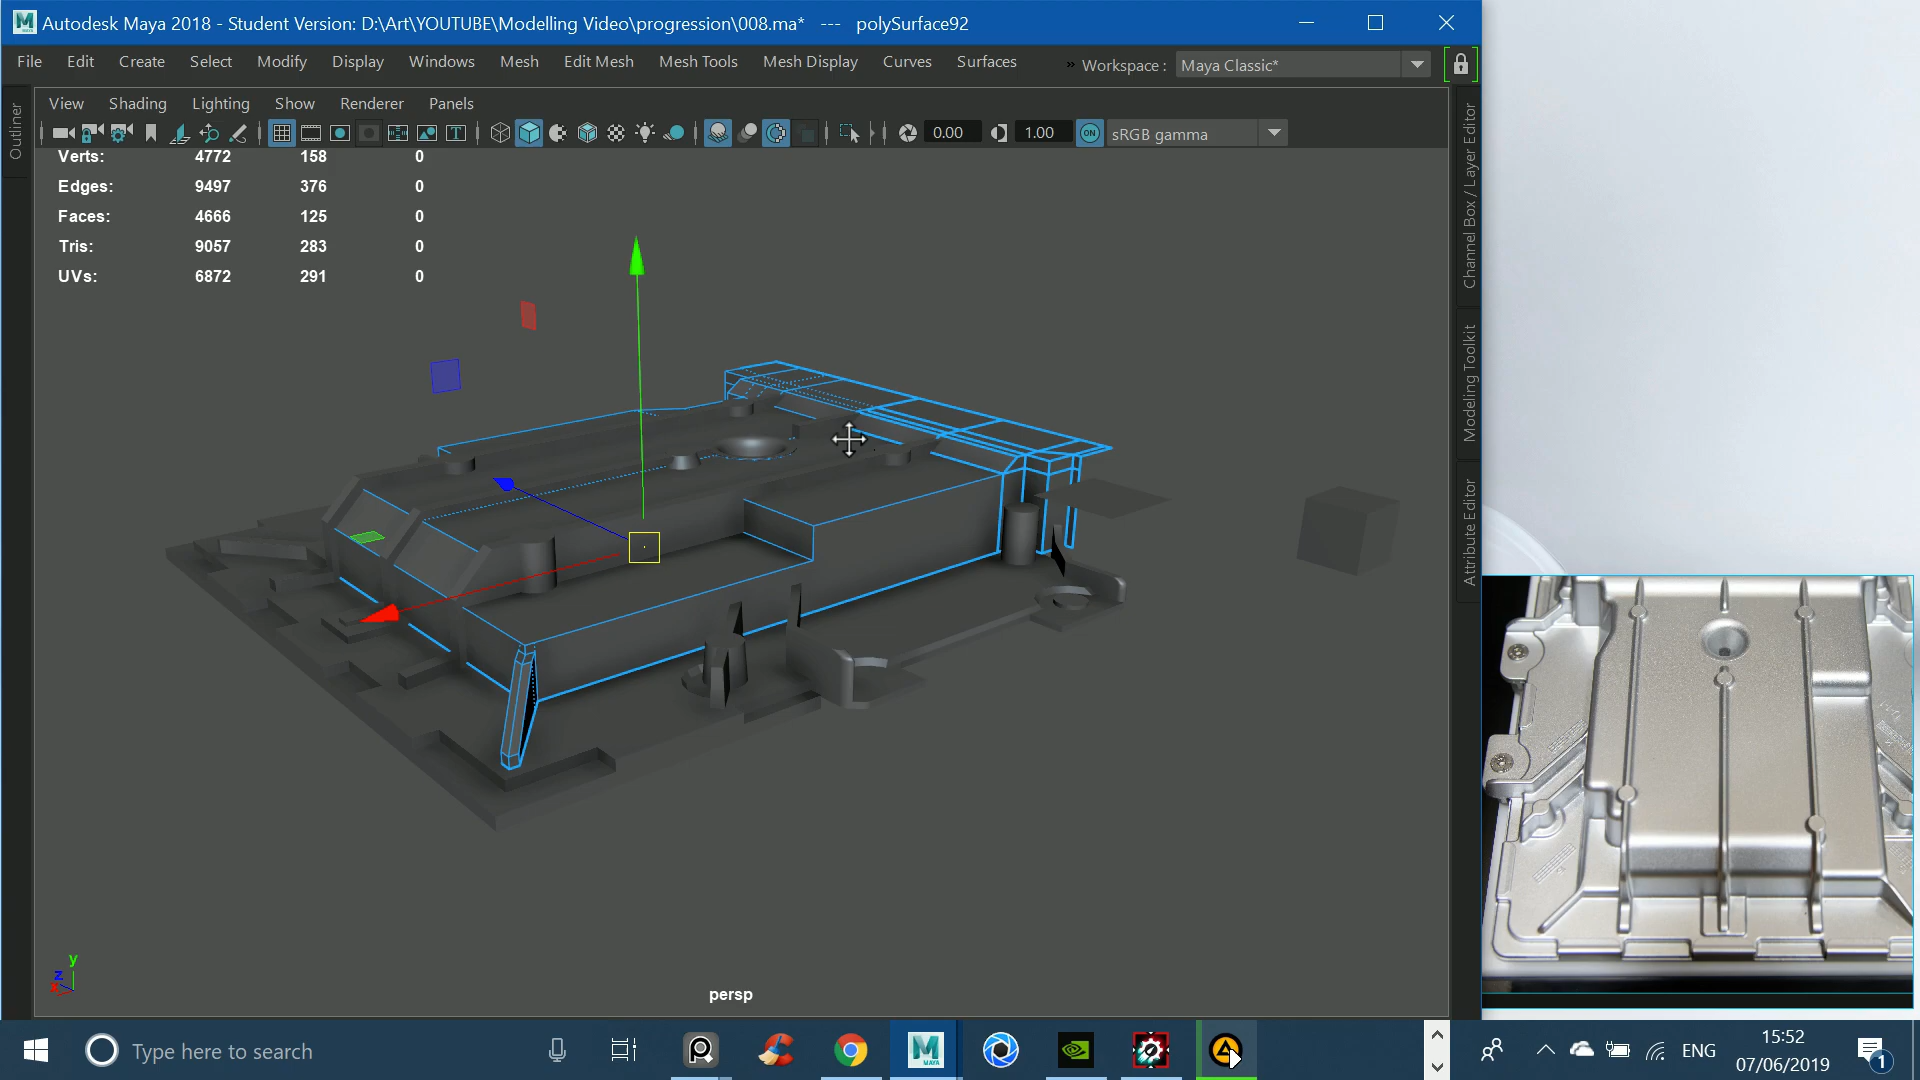 Autodesk Maya 2018 - Student Version: D:\Art\YOUTUBE\Modelling Video\progression\008.ma* --- polySurface92
File Edit Create Select Modify Display Windows Mesh Edit Mesh Mesh Tools Mesh Display Curves Surfaces » Workspace : Maya Classic*
View Shading Lighting Show Renderer Panels
0.00 1.00 ON sRGB gamma
Outliner
Verts: 4772 158 0
Edges: 9497 376 0
Faces: 4666 125 0
Tris: 9057 283 0
UVs: 6872 291 0
Channel Box / Layer Editor
Modeling Toolkit
Attribute Editor
y
z
x
persp
Type here to search
MAYA
ENG
15:52
07/06/2019
1